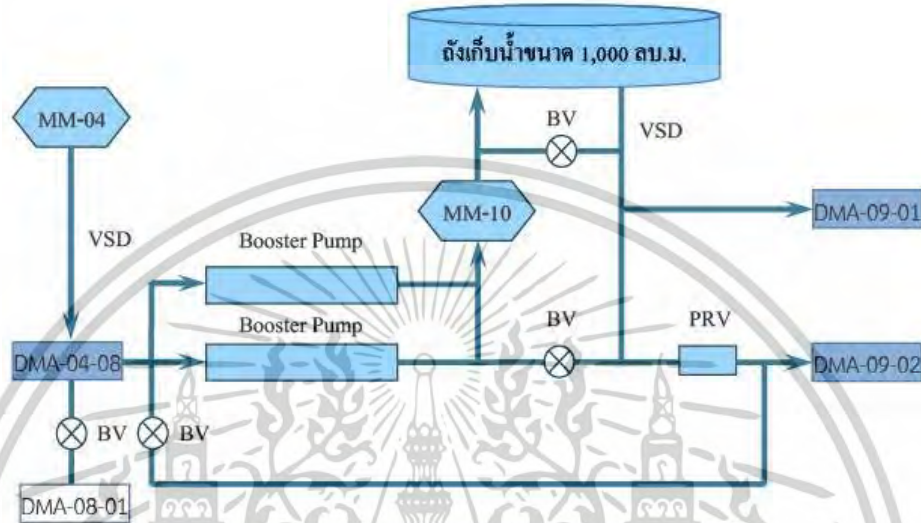 ถังเก็บน้ำขนาด 1,000 ลบ.ม.
MM-04
BV
VSD
MM-10
DMA-09-01
VSD
Booster Pump
Booster Pump
BV
PRV
DMA-04-08
DMA-09-02
BV
BV
DMA-08-01